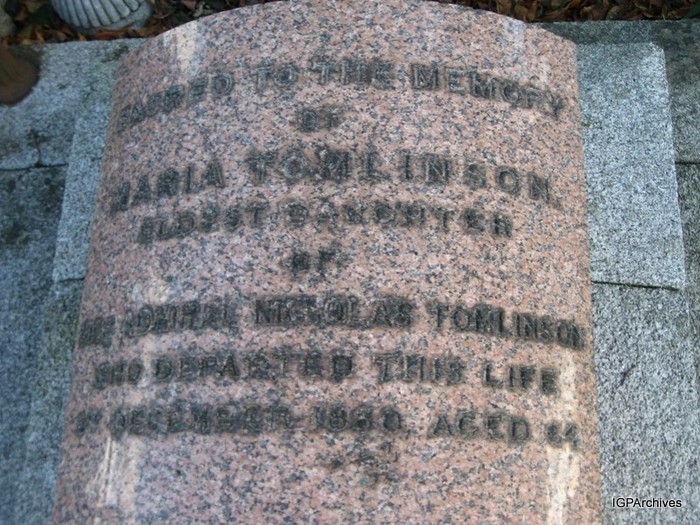 SACRED TO THE MEMORY
OF
MARIA TOMLINSON,
ELDEST DAUGHTER
OF
ADMIRAL NICHOLAS TOMLINSON
WHO DEPARTED THIS LIFE
DECEMBER, 1880, AGED
IGPArchives